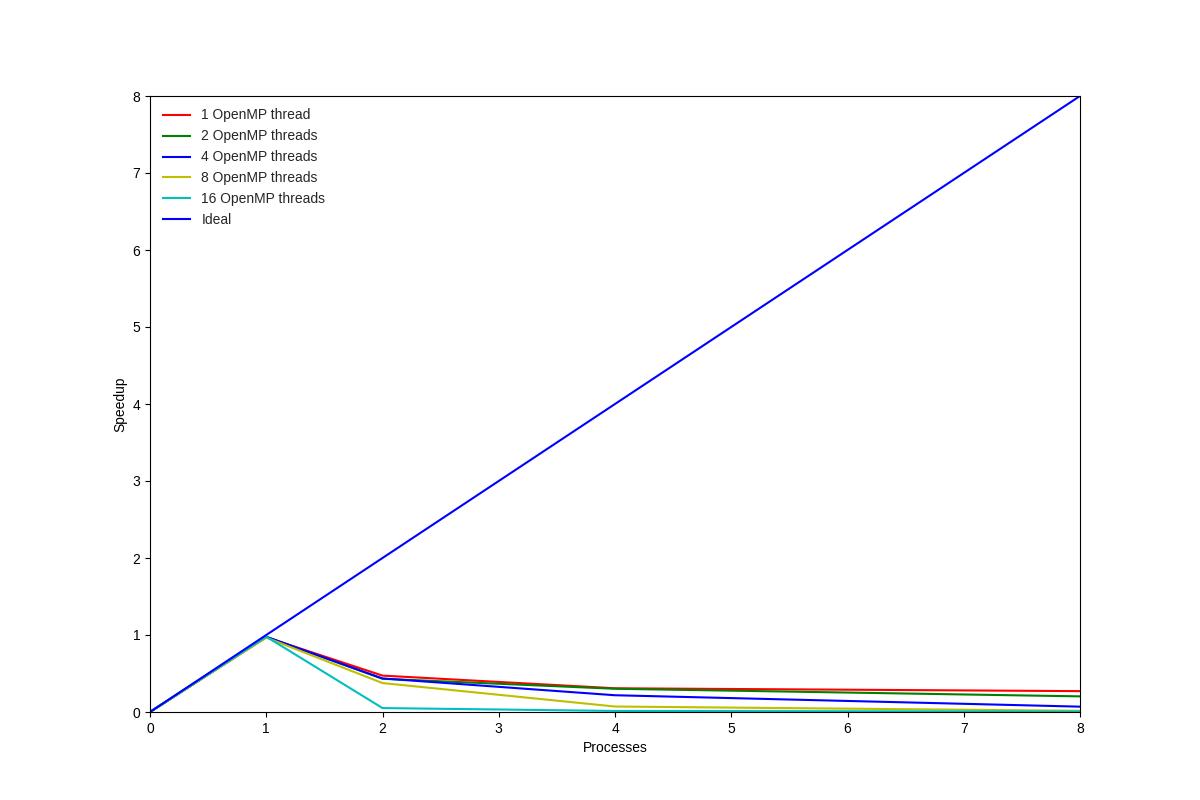 8
7
6
5
4
3
2
1
0
Speedup
1 OpenMP thread
2 OpenMP threads
4 OpenMP threads
8 OpenMP threads
16 OpenMP threads
Ideal
0 1 2 3 4 5 6 7 8
Processes